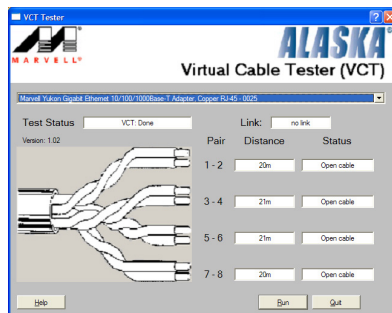 VCT Tester
MARVELL®
ALASKA®
Virtual Cable Tester (VCT)
Marvell Yukon Gigabit Ethernet 10/100/1000Base-T Adapter, Copper RJ-45 - 0025
Test Status VCT: Done Link: no link
Version: 1.02 Pair Distance Status
1 - 2 20m Open cable
3 - 4 21m Open cable
5 - 6 21m Open cable
7 - 8 20m Open cable
Help Run Quit